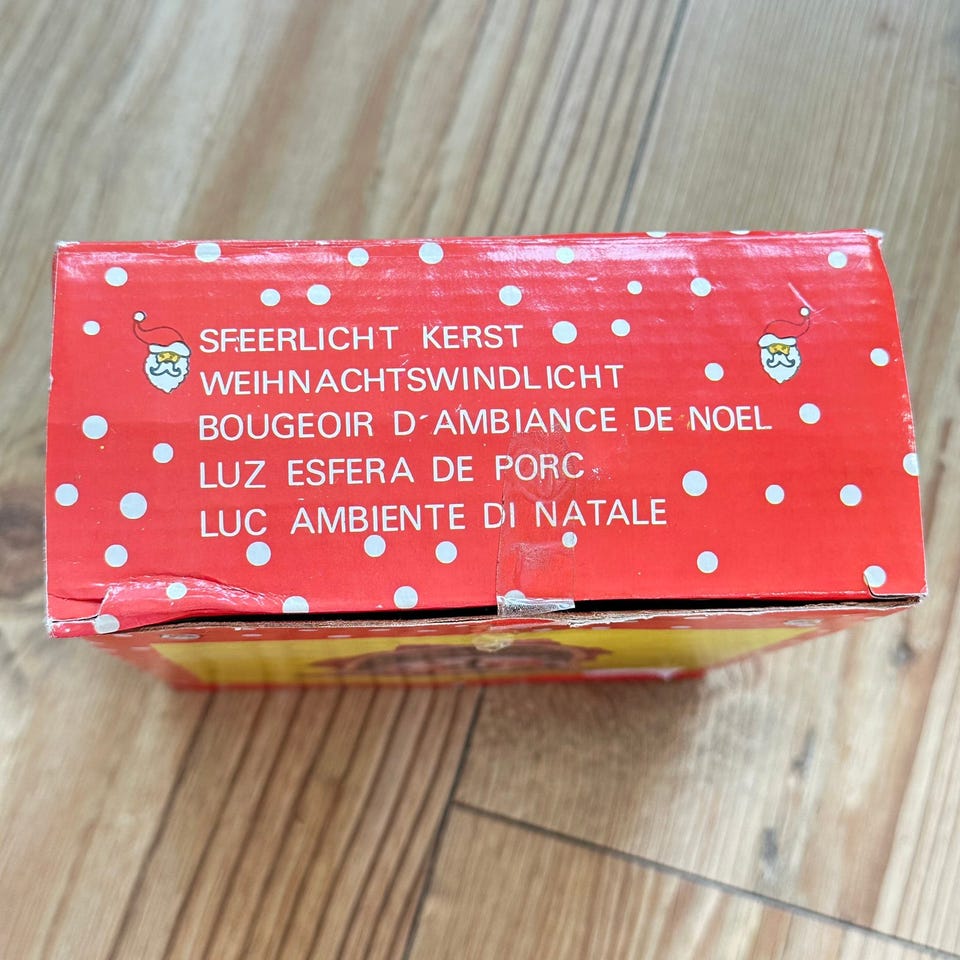 SFEERLICHT KERST
WEIHNACHTSWINDLICHT
BOUGEOIR D´AMBIANCE DE NOEL
LUZ ESFERA DE PORC
LUC AMBIENTE DI NATALE